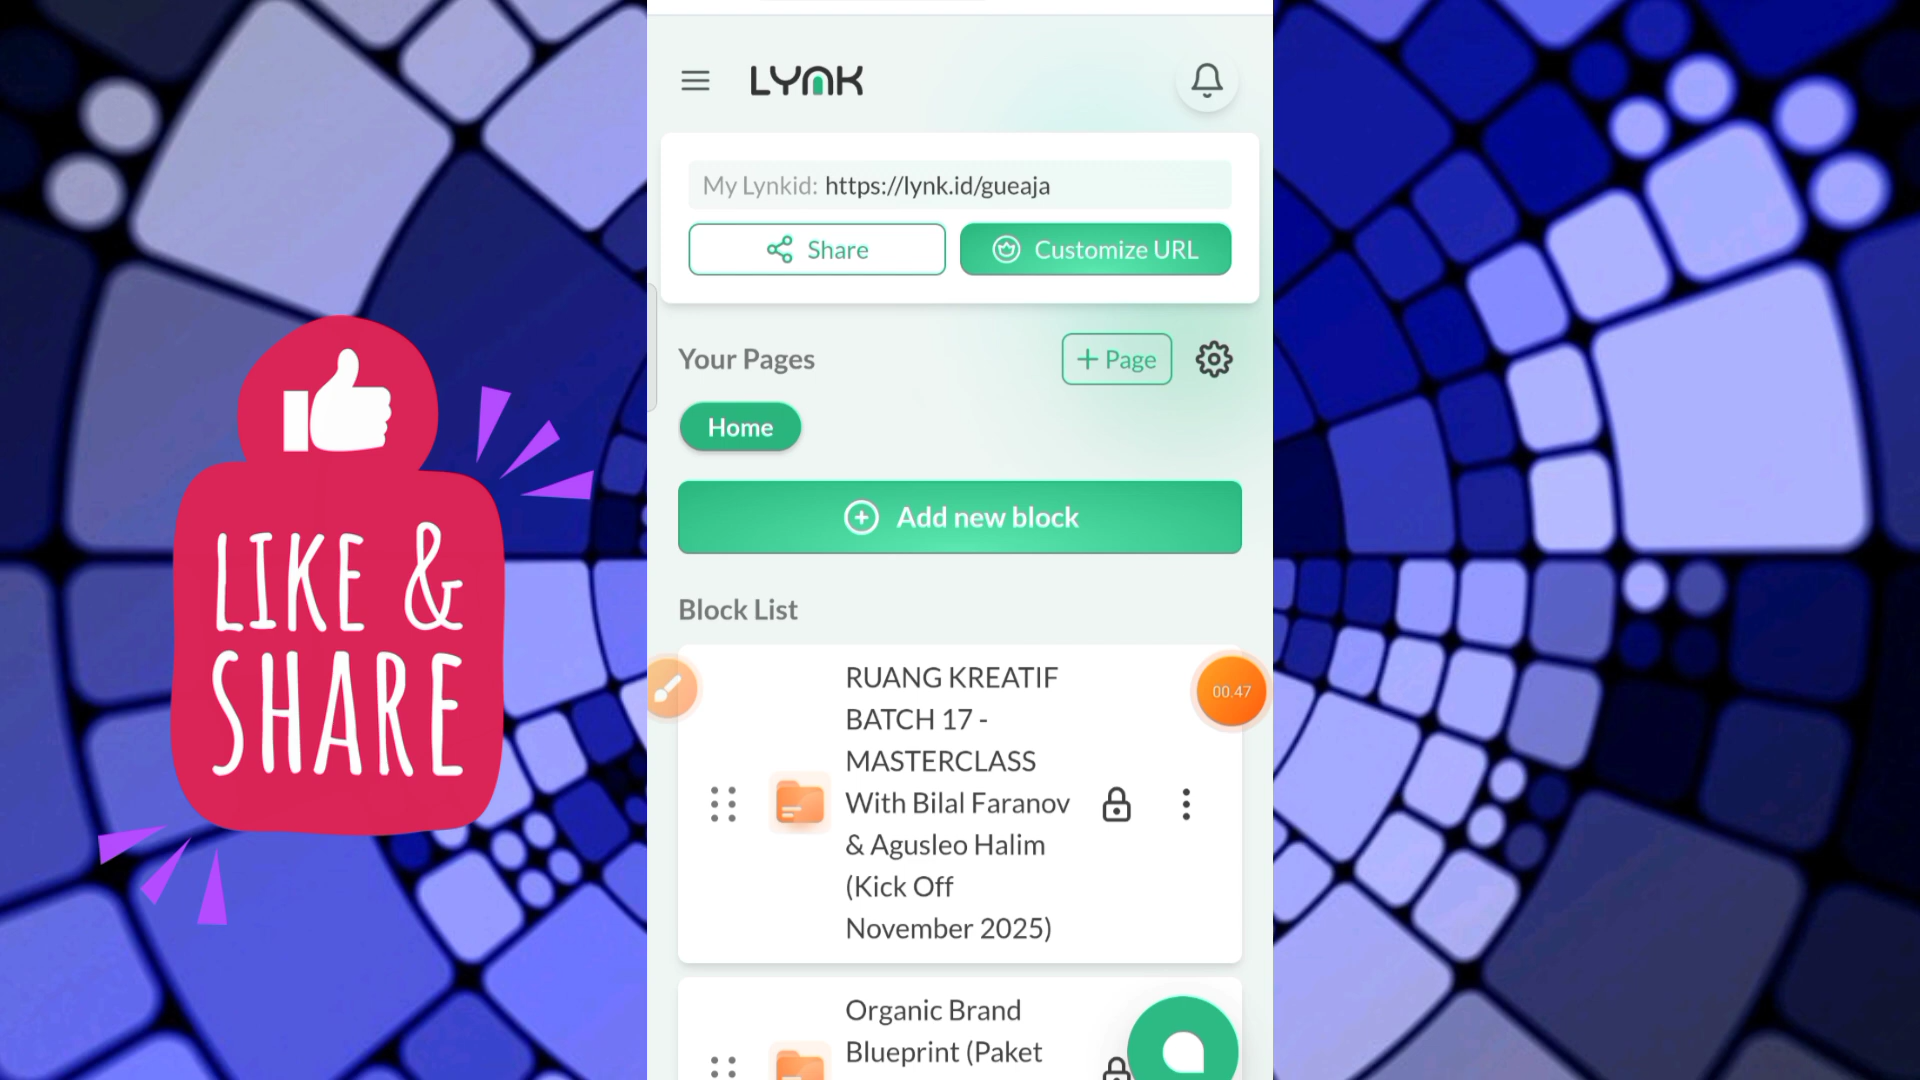 LYNK
My Lynkid: https://lynk.id/gueaja
Share
Customize URL
Your Pages
+ Page
Home
Add new block
Block List
RUANG KREATIF
BATCH 17 -
MASTERCLASS
With Bilal Faranov
& Agusleo Halim
(Kick Off
November 2025)
00:47
Organic Brand
Blueprint (Paket
LIKE &
SHARE